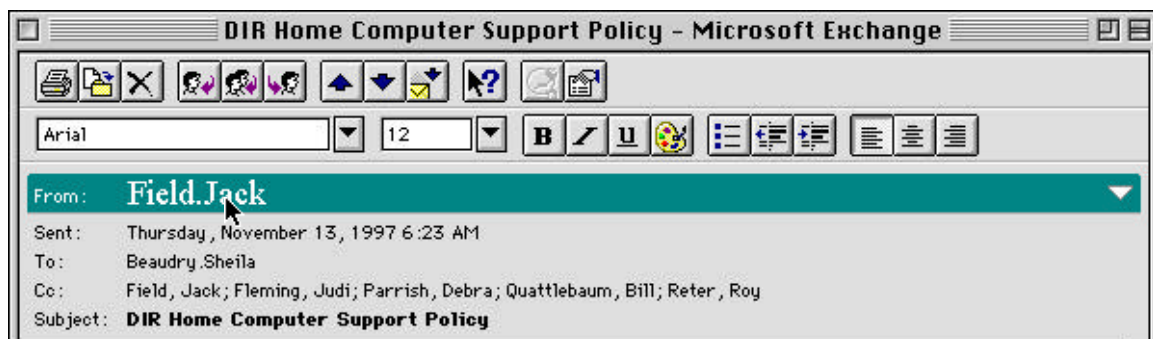 DIR Home Computer Support Policy – Microsoft Exchange
Arial 12 B I U
From: Field.Jack
Sent: Thursday, November 13, 1997 6:23 AM
To: Beaudry.Sheila
Cc: Field, Jack; Fleming, Judi; Parrish, Debra; Quattlebaum, Bill; Reter, Roy
Subject: DIR Home Computer Support Policy